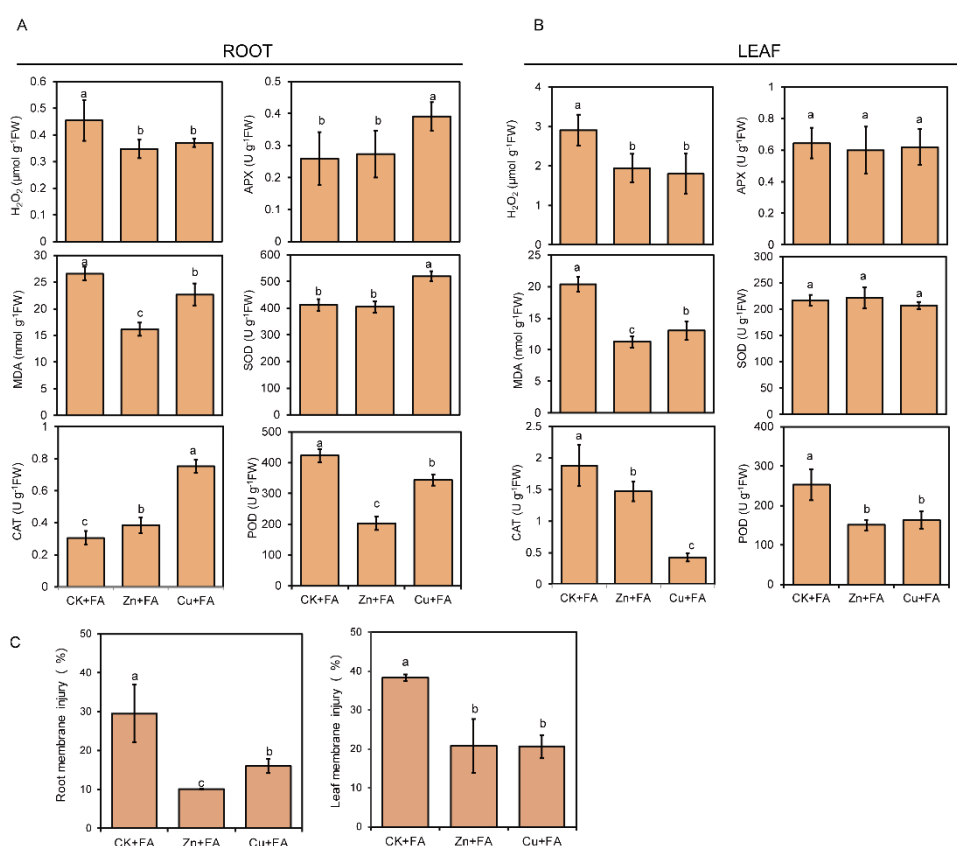 A
B
ROOT
LEAF
H2O2 (μmol g-1FW)
0.6
0.5
0.4
0.3
0.2
0.1
0
a
b
b
APX (U g-1FW)
0.5
0.4
0.3
0.2
0.1
0
b
b
a
H2O2 (μmol g-1FW)
4
3
2
1
0
a
b
b
APX (U g-1FW)
1
0.8
0.6
0.4
0.2
0
a
a
a
MDA (nmol g-1FW)
30
25
20
15
10
5
0
a
c
b
SOD (U g-1FW)
600
500
400
300
200
100
0
b
b
a
MDA (nmol g-1FW)
25
20
15
10
5
0
a
c
b
SOD (U g-1FW)
300
250
200
150
100
50
0
a
a
a
CAT (U g-1FW)
1
0.8
0.6
0.4
0.2
0
c
b
a
CK+FA Zn+FA Cu+FA
POD (U g-1FW)
500
400
300
200
100
0
a
c
b
CK+FA Zn+FA Cu+FA
CAT (U g-1FW)
2.5
2
1.5
1
0.5
0
a
b
c
CK+FA Zn+FA Cu+FA
POD (U g-1FW)
400
300
250
200
150
100
0
a
b
b
CK+FA Zn+FA Cu+FA
C
Root membrane injury ( %)
50
40
30
20
10
0
a
c
b
CK+FA Zn+FA Cu+FA
Leaf membrane injury ( %)
50
40
30
20
10
0
a
b
b
CK+FA Zn+FA Cu+FA